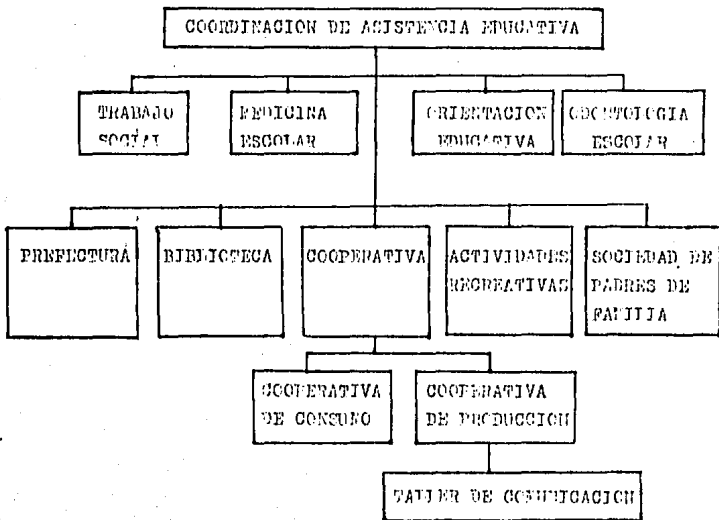 COORDINACION DE ASISTENCIA EDUCATIVA
TRABAJO
SOCIAL
MEDICINA
ESCOLAR
ORIENTACION
EDUCATIVA
ODONTOLOGIA
ESCOLAR
PREFECTURA
BIBLIOTECA
COOPERATIVA
ACTIVIDADES
RECREATIVAS
SOCIEDAD DE
PADRES DE
FAMILIA
COOPERATIVA
DE CONSUMO
COOPERATIVA
DE PRODUCCION
TALLER DE COMUNICACION